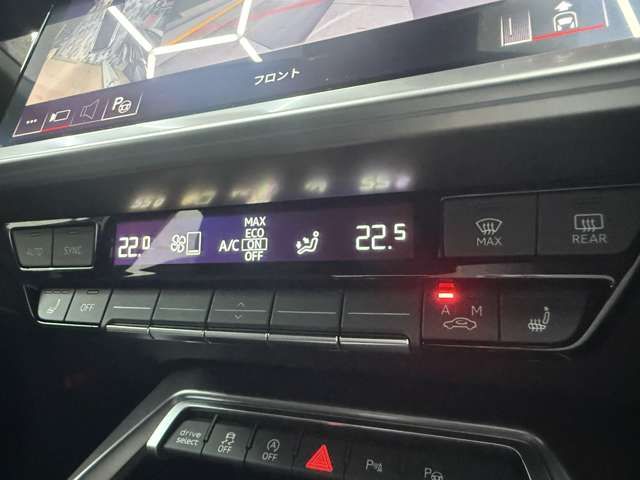 フロント
P
MAX
ECO
22.0 A/C ON 22.5
OFF
AUTO SYNC
MAX REAR
OFF
A M
drive
select
OFF
A
P
P